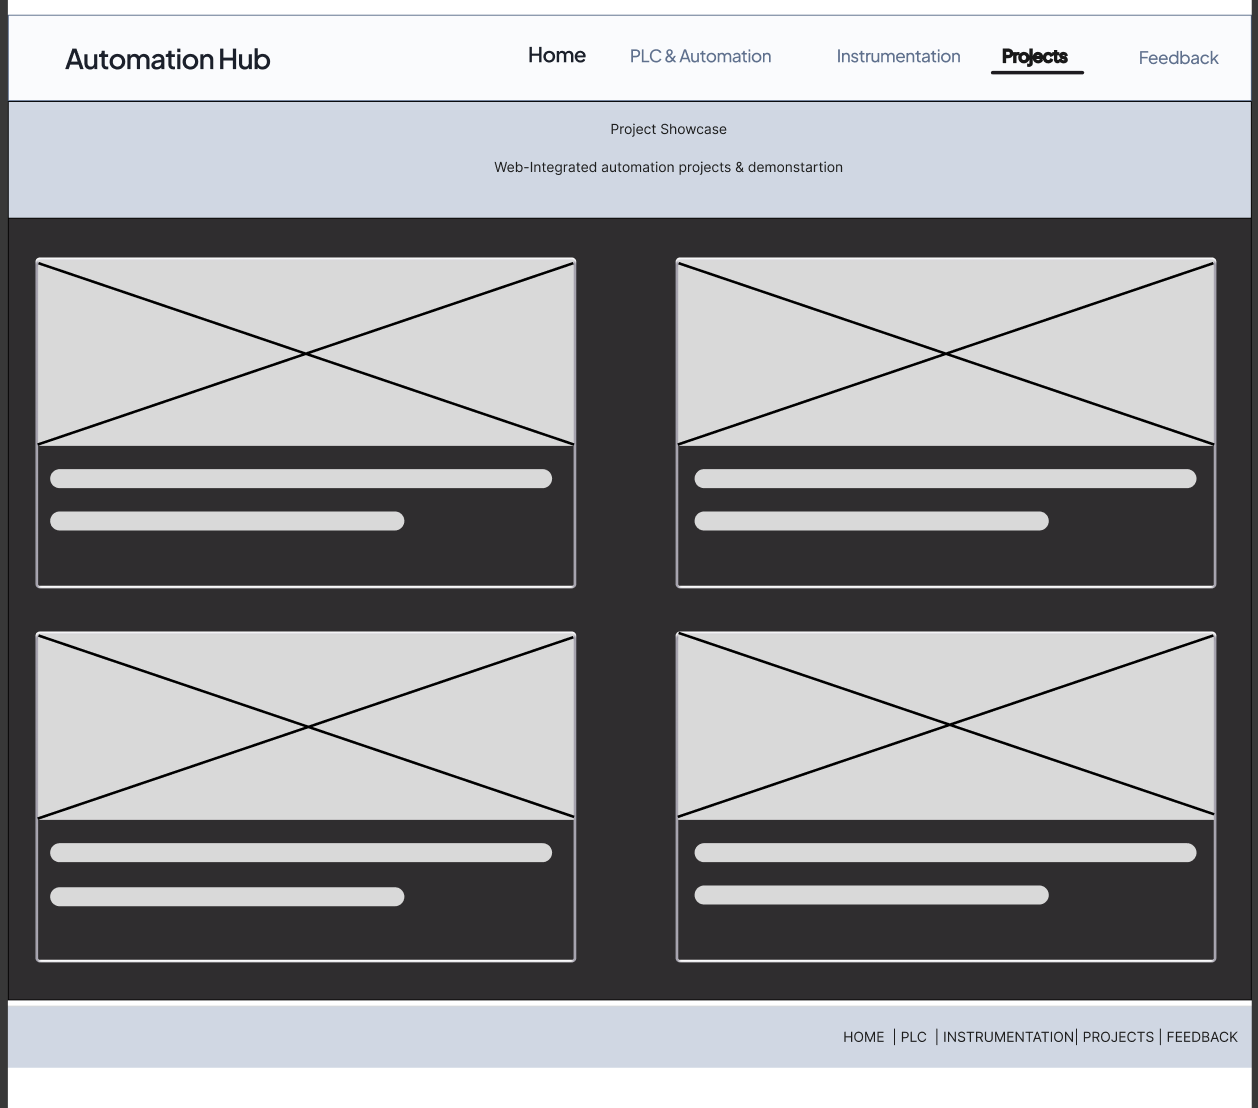 Automation Hub
Home PLC & Automation Instrumentation Projects Feedback
Project Showcase
Web-Integrated automation projects & demonstartion
HOME | PLC | INSTRUMENTATION| PROJECTS | FEEDBACK